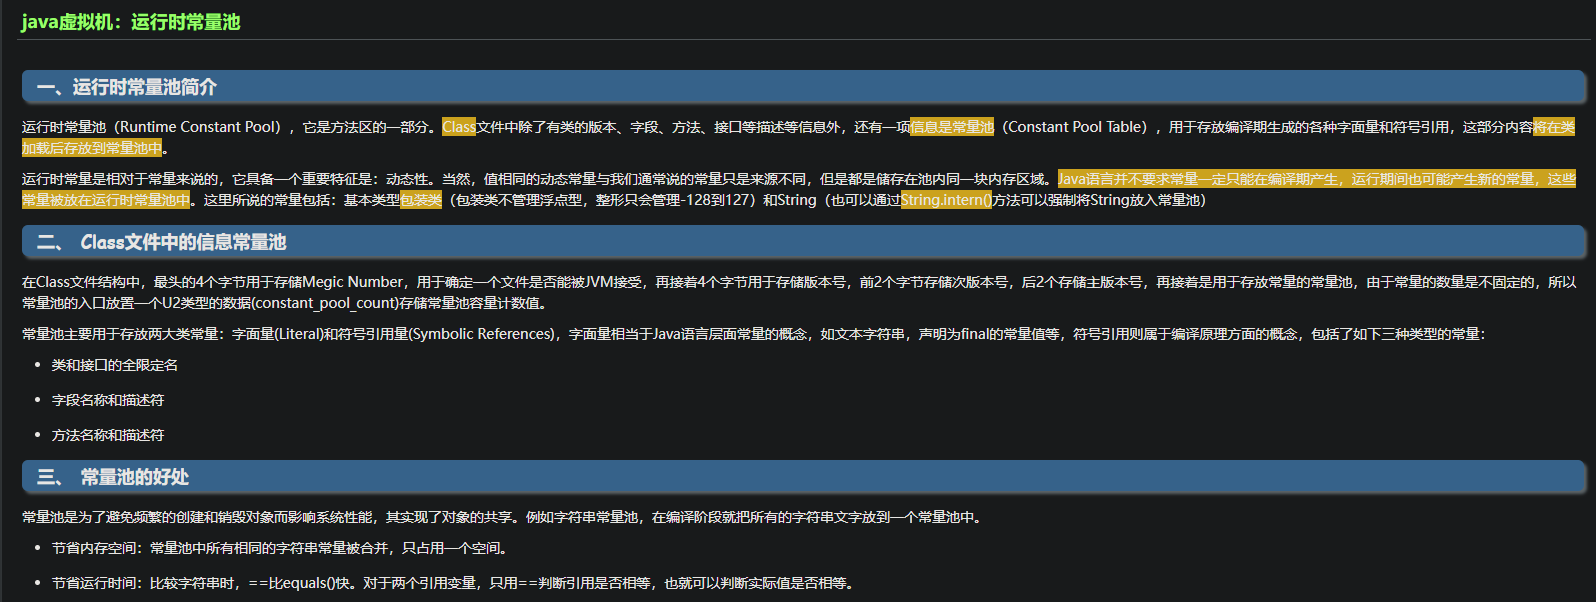 java虚拟机：运行时常量池
一、运行时常量池简介
运行时常量池（Runtime Constant Pool），它是方法区的一部分。Class文件中除了有类的版本、字段、方法、接口等描述等信息外，还有一项信息是常量池（Constant Pool Table），用于存放编译期生成的各种字面量和符号引用，这部分内容将在类
加载后存放到常量池中。
运行时常量是相对于常量来说的，它具备一个重要特征是：动态性。当然，值相同的动态常量与我们通常说的常量只是来源不同，但是都是储存在池内同一块内存区域。Java语言并不要求常量一定只能在编译期产生，运行期间也可能产生新的常量，这些
常量被放在运行时常量池中。这里所说的常量包括：基本类型包装类（包装类不管理浮点型，整形只会管理-128到127）和String（也可以通过String.intern()方法可以强制将String放入常量池）
二、 Class文件中的信息常量池
在Class文件结构中，最头的4个字节用于存储Megic Number，用于确定一个文件是否能被JVM接受，再接着4个字节用于存储版本号，前2个字节存储次版本号，后2个存储主版本号，再接着是用于存放常量的常量池，由于常量的数量是不固定的，所以
常量池的入口放置一个U2类型的数据(constant_pool_count)存储常量池容量计数值。
常量池主要用于存放两大类常量：字面量(Literal)和符号引用量(Symbolic References)，字面量相当于Java语言层面常量的概念，如文本字符串，声明为final的常量值等，符号引用则属于编译原理方面的概念，包括了如下三种类型的常量：
• 类和接口的全限定名
• 字段名称和描述符
• 方法名称和描述符
三、 常量池的好处
常量池是为了避免频繁的创建和销毁对象而影响系统性能，其实现了对象的共享。例如字符串常量池，在编译阶段就把所有的字符串文字放到一个常量池中。
• 节省内存空间：常量池中所有相同的字符串常量被合并，只占用一个空间。
• 节省运行时间：比较字符串时，==比equals()快。对于两个引用变量，只用==判断引用是否相等，也就可以判断实际值是否相等。